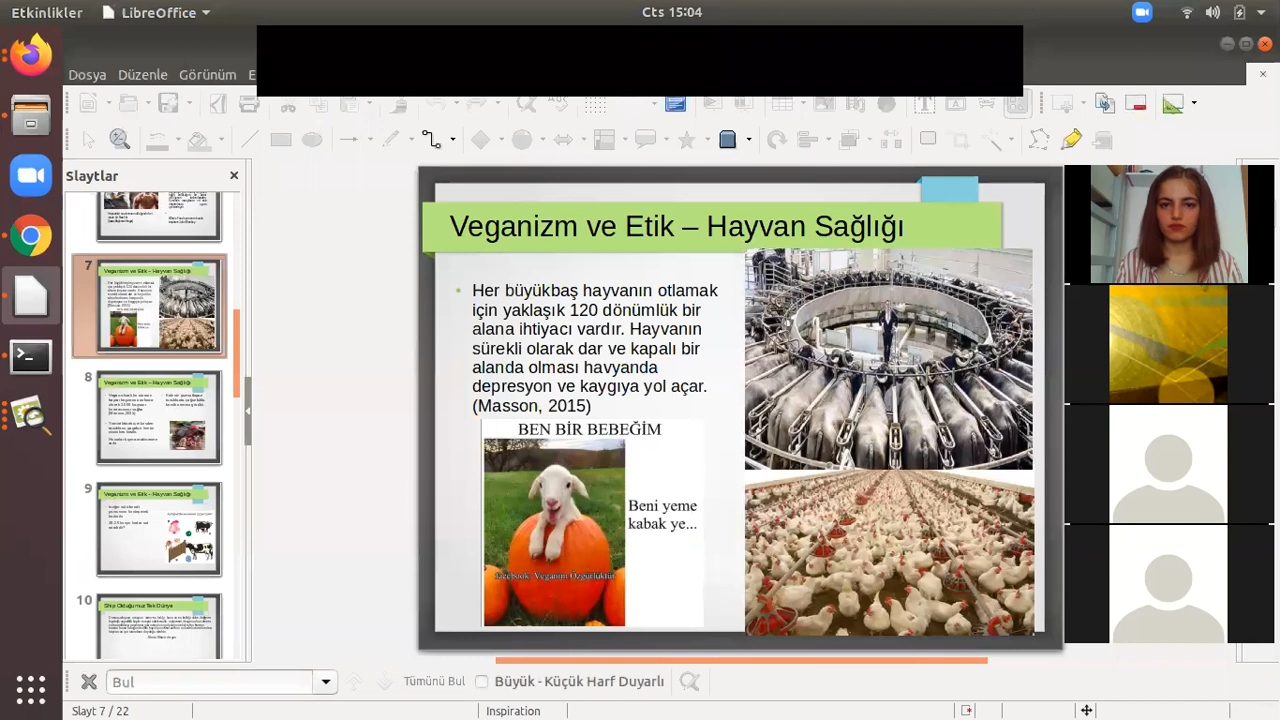 Etkinlikler
LibreOffice
Cts 15:04
Dosya
Düzenle
Görünüm
E
Slaytlar
7
Veganizm ve Etik – Hayvan Sağlığı
8
Veganizm ve Etik – Hayvan Sağlığı
9
Veganizm ve Etik – Hayvan Sağlığı
10
Veganizm ve Etik – Hayvan Sağlığı
Her büyükbaş hayvanın otlamak
için yaklaşık 120 dönümlük bir
alana ihtiyacı vardır. Hayvanın
sürekli olarak dar ve kapalı bir
alanda olması havyanda
depresyon ve kaygıya yol açar.
(Masson, 2015)
BEN BİR BEBEĞİM
Beni yeme
kabak ye...
facebook: Veganizm Özgürlüktür
Bul
Tümünü Bul
Büyük - Küçük Harf Duyarlı
Slayt 7 / 22
Inspiration